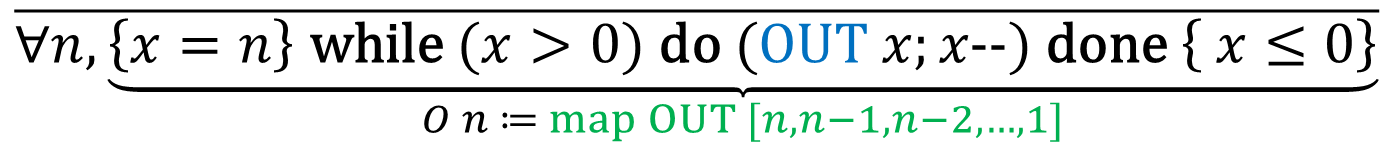 ∀n, {x = n} while (x > 0) do (OUT x; x--) done { x ≤ 0}
O n ≔ map OUT [n,n−1,n−2,…,1]